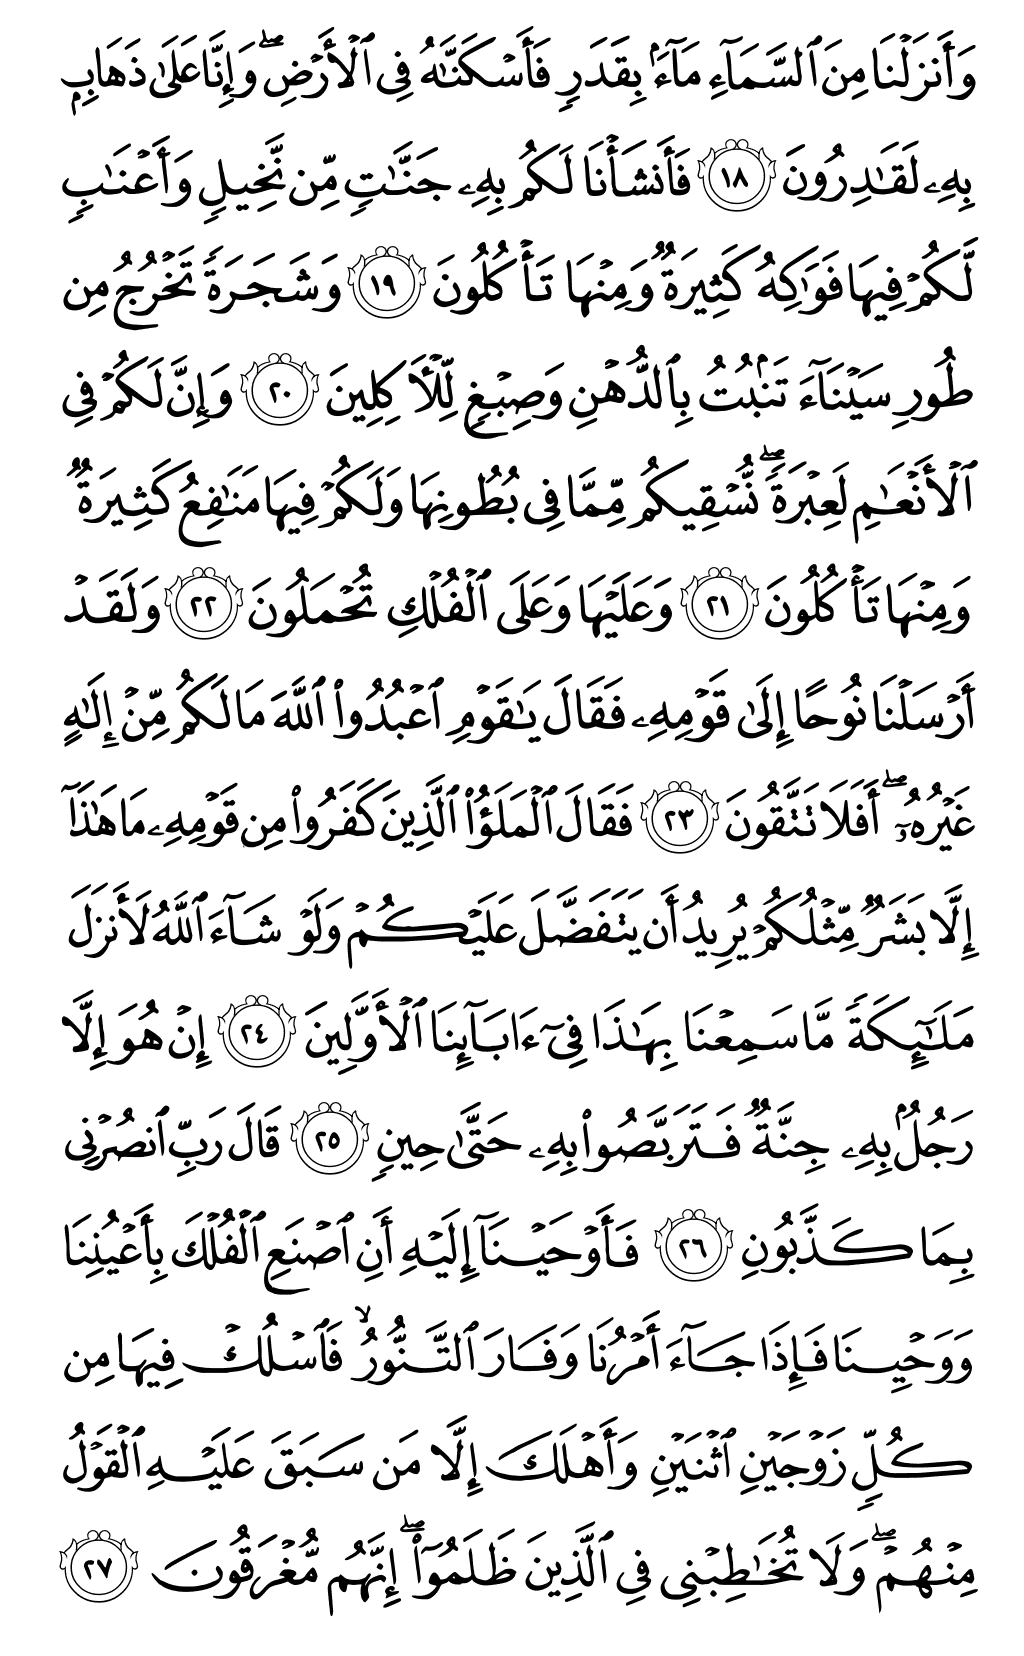 وَأَنزَلۡنَا مِنَ ٱلسَّمَآءِ مَآءَۢ بِقَدَرٖ فَأَسۡكَنَّٰهُ فِي ٱلۡأَرۡضِۖ وَإِنَّا عَلَىٰ ذَهَابِۭ
بِهِۦ لَقَٰدِرُونَ ١٨ فَأَنشَأۡنَا لَكُم بِهِۦ جَنَّٰتٖ مِّن نَّخِيلٖ وَأَعۡنَٰبٖ
لَّكُمۡ فِيهَا فَوَٰكِهُ كَثِيرَةٞ وَمِنۡهَا تَأۡكُلُونَ ١٩ وَشَجَرَةٗ تَخۡرُجُ مِن
طُورِ سَيۡنَآءَ تَنۢبُتُ بِٱلدُّهۡنِ وَصِبۡغٖ لِّلۡأٓكِلِينَ ٢٠ وَإِنَّ لَكُمۡ فِي
ٱلۡأَنۡعَٰمِ لَعِبۡرَةٗۖ نُّسۡقِيكُم مِّمَّا فِي بُطُونِهَا وَلَكُمۡ فِيهَا مَنَٰفِعُ كَثِيرَةٞ
وَمِنۡهَا تَأۡكُلُونَ ٢١ وَعَلَيۡهَا وَعَلَى ٱلۡفُلۡكِ تُحۡمَلُونَ ٢٢ وَلَقَدۡ
أَرۡسَلۡنَا نُوحًا إِلَىٰ قَوۡمِهِۦ فَقَالَ يَٰقَوۡمِ ٱعۡبُدُواْ ٱللَّهَ مَا لَكُم مِّنۡ إِلَٰهٍ
غَيۡرُهُۥٓۖ أَفَلَا تَتَّقُونَ ٢٣ فَقَالَ ٱلۡمَلَؤُاْ ٱلَّذِينَ كَفَرُواْ مِن قَوۡمِهِۦ مَا هَٰذَآ
إِلَّا بَشَرٞ مِّثۡلُكُمۡ يُرِيدُ أَن يَتَفَضَّلَ عَلَيۡكُمۡ وَلَوۡ شَآءَ ٱللَّهُ لَأَنزَلَ
مَلَٰٓئِكَةٗ مَّا سَمِعۡنَا بِهَٰذَا فِيٓ ءَابَآئِنَا ٱلۡأَوَّلِينَ ٢٤ إِنۡ هُوَ إِلَّا
رَجُلُۢ بِهِۦ جِنَّةٞ فَتَرَبَّصُواْ بِهِۦ حَتَّىٰ حِينٖ ٢٥ قَالَ رَبِّ ٱنصُرۡنِي
بِمَا كَذَّبُونِ ٢٦ فَأَوۡحَيۡنَآ إِلَيۡهِ أَنِ ٱصۡنَعِ ٱلۡفُلۡكَ بِأَعۡيُنِنَا
وَوَحۡيِنَا فَإِذَا جَآءَ أَمۡرُنَا وَفَارَ ٱلتَّنُّورُ ۙ فَٱسۡلُكۡ فِيهَا مِن
كُلّٖ زَوۡجَيۡنِ ٱثۡنَيۡنِ وَأَهۡلَكَ إِلَّا مَن سَبَقَ عَلَيۡهِ ٱلۡقَوۡلُ
مِنۡهُمۡۖ وَلَا تُخَٰطِبۡنِي فِي ٱلَّذِينَ ظَلَمُوٓاْۖ إِنَّهُم مُّغۡرَقُونَ ٢٧